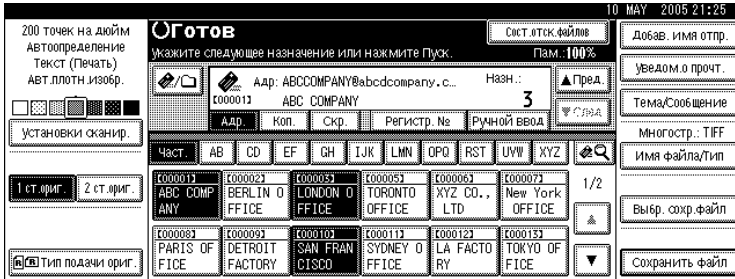 10 MAY 2005 21:25
200 точек на дюйм
Автоопределение
Текст (Печать)
Авт.плотн.изобр.
Установки сканир.
1 ст.ориг.
2 ст.ориг.
Тип подачи ориг.
Готов
Сост.отск.файлов
Укажите следующее назначение или нажмите Пуск.
Пам.:100%
Адр: ABCCOMPANY@abcdcompany.c...
Назн.:
[00001]
ABC COMPANY
3
▲Пред.
▼След.
Адр.
Коп.
Скр.
Регистр. №
Ручной ввод
Част.
AB
CD
EF
GH
IJK
LMN
OPQ
RST
UVW
XYZ
[00001]
ABC COMP
ANY
[00002]
BERLIN O
FFICE
[00003]
LONDON O
FFICE
[00005]
TORONTO
OFFICE
[00006]
XYZ CO.,
LTD
[00007]
New York
OFFICE
1/2
[00008]
PARIS OF
FICE
[00009]
DETROIT
FACTORY
[00010]
SAN FRAN
CISCO
[00011]
SYDNEY O
FFICE
[00012]
LA FACTO
RY
[00013]
TOKYO OF
FICE
Добав. имя отпр.
Уведом.о прочт.
Тема/Сообщение
Многостр.: TIFF
Имя файла/Тип
Выбр. сохр.файл
Сохранить файл